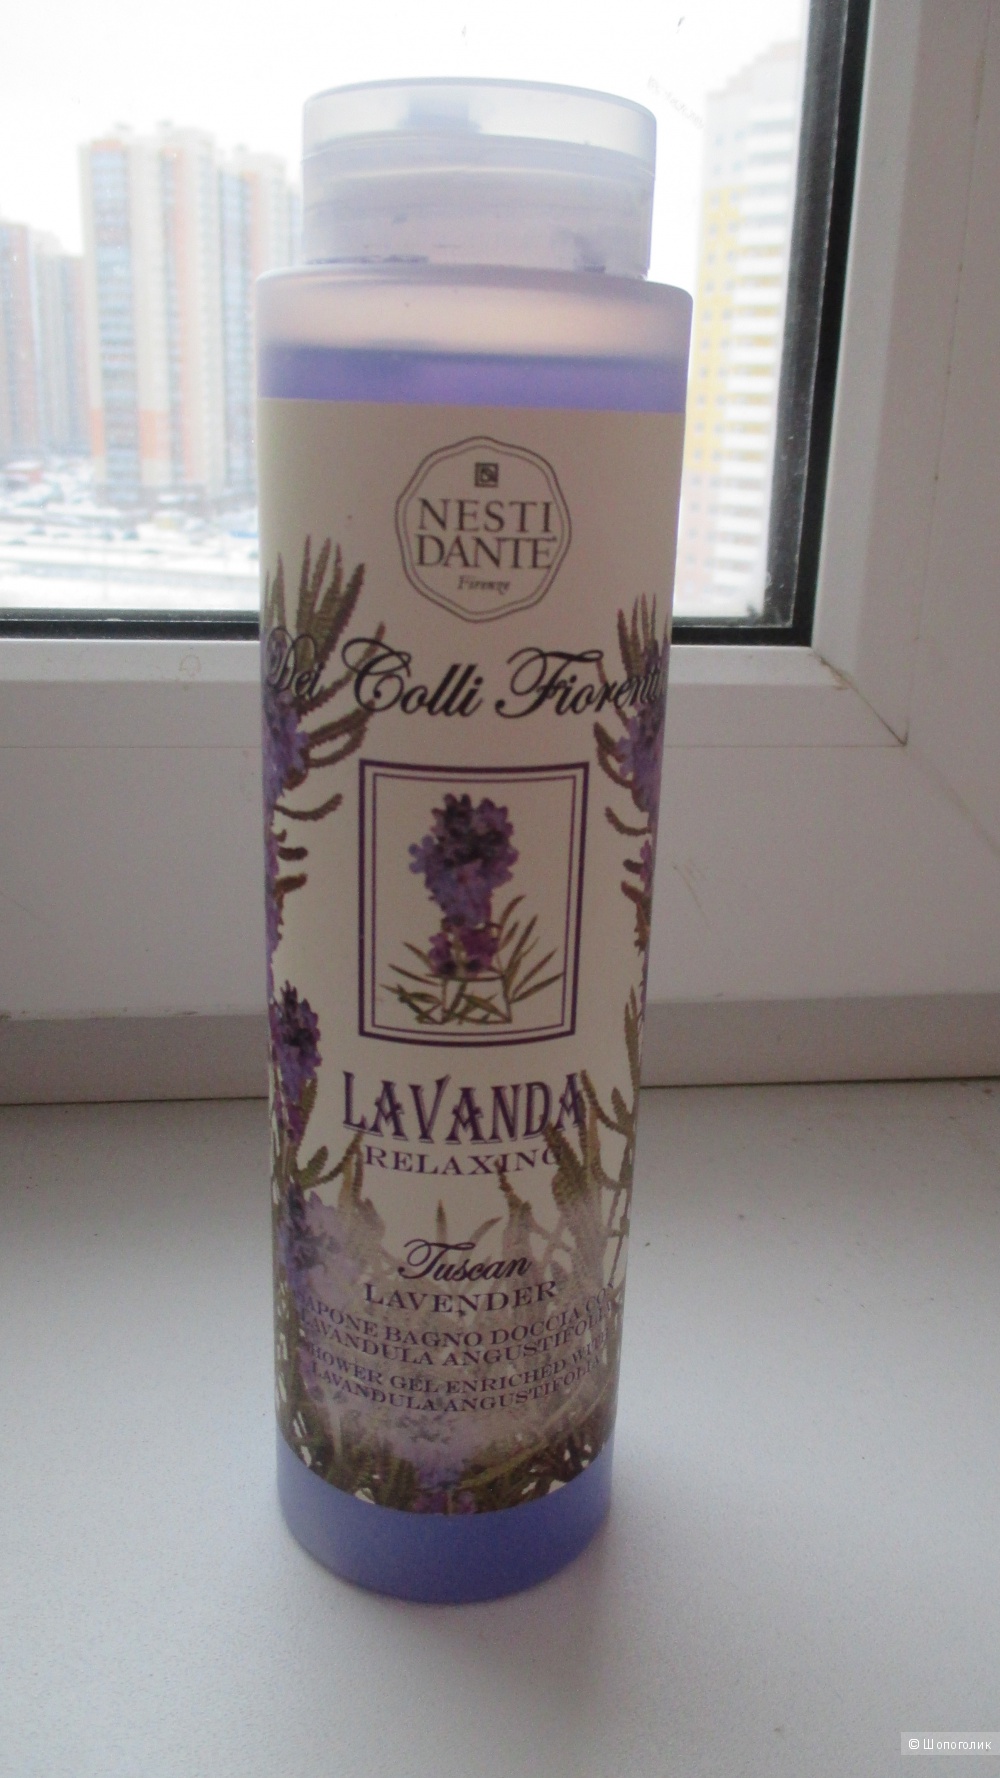 NESTI
DANTE
Firenze
Dei Colli Fiorenti
LAVANDA
RELAXING
Tuscan
LAVENDER
SAPONE BAGNO DOCCIA CON
LAVANDULA ANGUSTIFOLIA
SHOWER GEL ENRICHED WITH
LAVANDULA ANGUSTIFOLIA
© Шопоголик